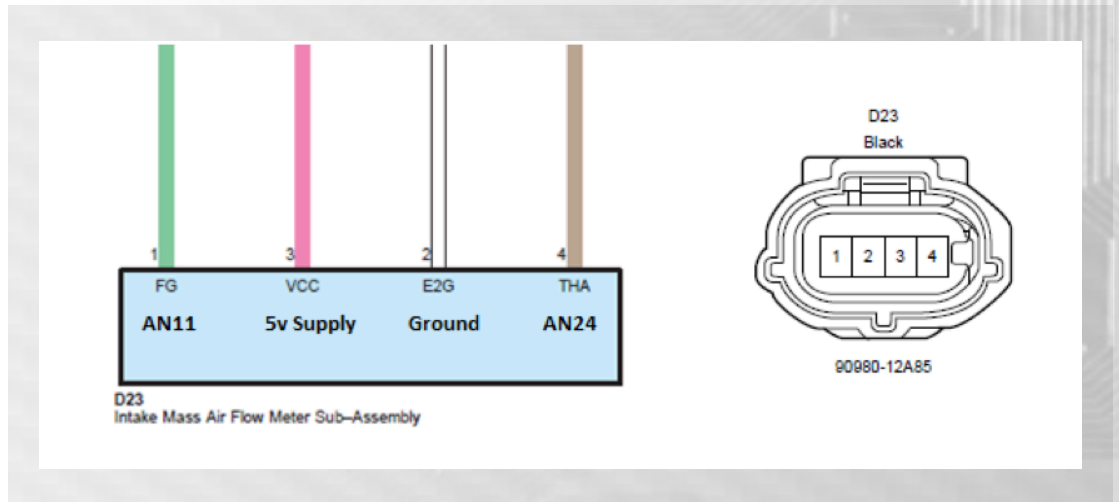 1 3 2 4
FG VCC E2G THA
AN11 5v Supply Ground AN24
D23
Intake Mass Air Flow Meter Sub–Assembly
D23
Black
1 2 3 4
90980-12A85